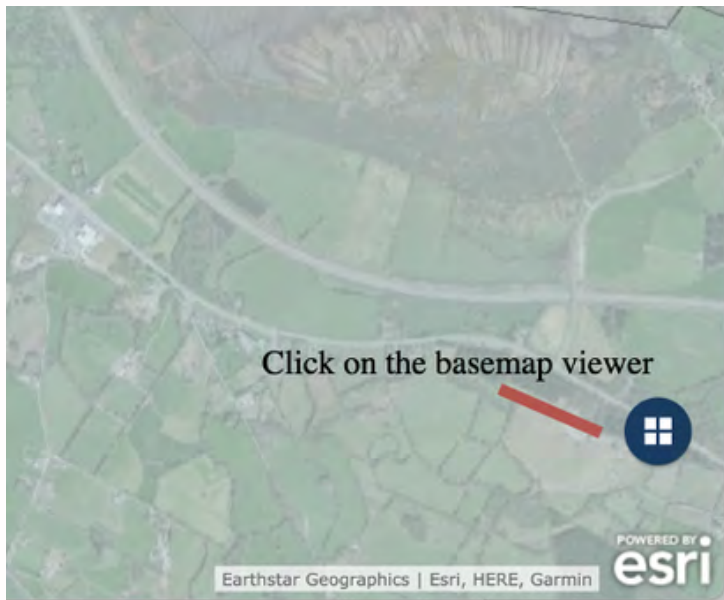 Click on the basemap viewer
POWERED BY
esri
Earthstar Geographics | Esri, HERE, Garmin